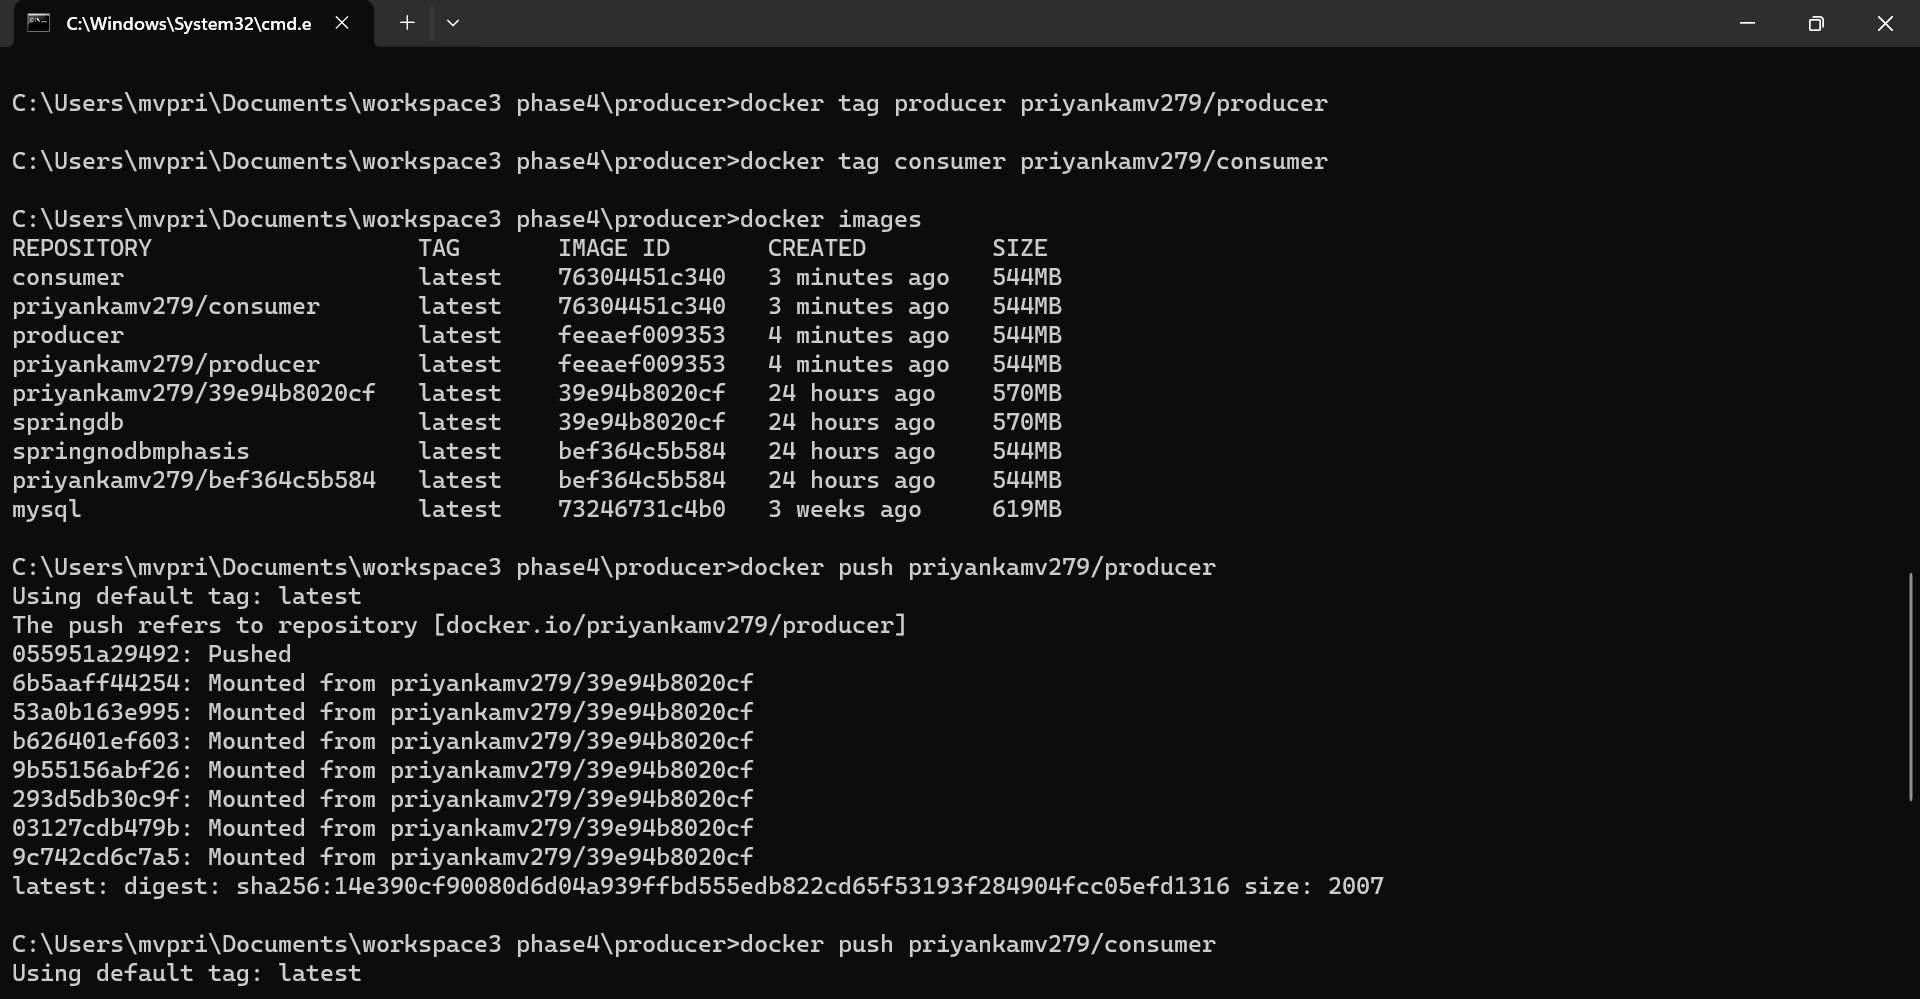 C:\Windows\System32\cmd.e
C:\Users\mvpri\Documents\workspace3 phase4\producer>docker tag producer priyankamv279/producer
C:\Users\mvpri\Documents\workspace3 phase4\producer>docker tag consumer priyankamv279/consumer
C:\Users\mvpri\Documents\workspace3 phase4\producer>docker images
REPOSITORY                   TAG       IMAGE ID       CREATED         SIZE
consumer                     latest    76304451c340   3 minutes ago   544MB
priyankamv279/consumer       latest    76304451c340   3 minutes ago   544MB
producer                     latest    feeaef009353   4 minutes ago   544MB
priyankamv279/producer       latest    feeaef009353   4 minutes ago   544MB
priyankamv279/39e94b8020cf   latest    39e94b8020cf   24 hours ago    570MB
springdb                     latest    39e94b8020cf   24 hours ago    570MB
springnodbmphasis            latest    bef364c5b584   24 hours ago    544MB
priyankamv279/bef364c5b584   latest    bef364c5b584   24 hours ago    544MB
mysql                        latest    73246731c4b0   3 weeks ago     619MB
C:\Users\mvpri\Documents\workspace3 phase4\producer>docker push priyankamv279/producer
Using default tag: latest
The push refers to repository [docker.io/priyankamv279/producer]
055951a29492: Pushed
6b5aaff44254: Mounted from priyankamv279/39e94b8020cf
53a0b163e995: Mounted from priyankamv279/39e94b8020cf
b626401ef603: Mounted from priyankamv279/39e94b8020cf
9b55156abf26: Mounted from priyankamv279/39e94b8020cf
293d5db30c9f: Mounted from priyankamv279/39e94b8020cf
03127cdb479b: Mounted from priyankamv279/39e94b8020cf
9c742cd6c7a5: Mounted from priyankamv279/39e94b8020cf
latest: digest: sha256:14e390cf90080d6d04a939ffbd555edb822cd65f53193f284904fcc05efd1316 size: 2007
C:\Users\mvpri\Documents\workspace3 phase4\producer>docker push priyankamv279/consumer
Using default tag: latest